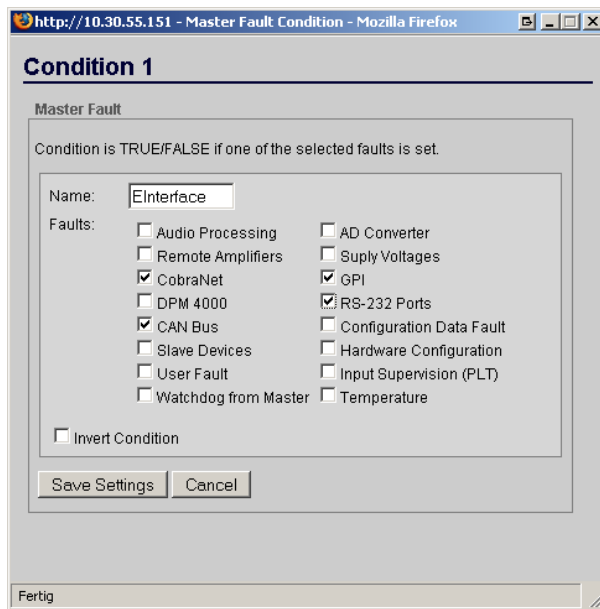 http://10.30.55.151 - Master Fault Condition - Mozilla Firefox
Condition 1
Master Fault
Condition is TRUE/FALSE if one of the selected faults is set.
Name: EInterface
Faults:
Audio Processing AD Converter
Remote Amplifiers Suply Voltages
CobraNet GPI
DPM 4000 RS-232 Ports
CAN Bus Configuration Data Fault
Slave Devices Hardware Configuration
User Fault Input Supervision (PLT)
Watchdog from Master Temperature
Invert Condition
Save Settings Cancel
Fertig